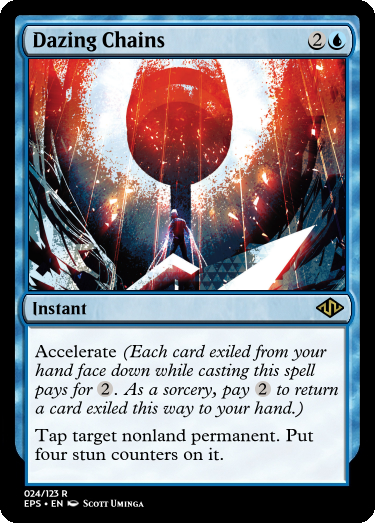 Dazing Chains 2
Instant
Accelerate (Each card exiled from your
hand face down while casting this spell
pays for 2. As a sorcery, pay 2 to return
a card exiled this way to your hand.)
Tap target nonland permanent. Put
four stun counters on it.
024/123 R
EPS • EN Scott Uminga